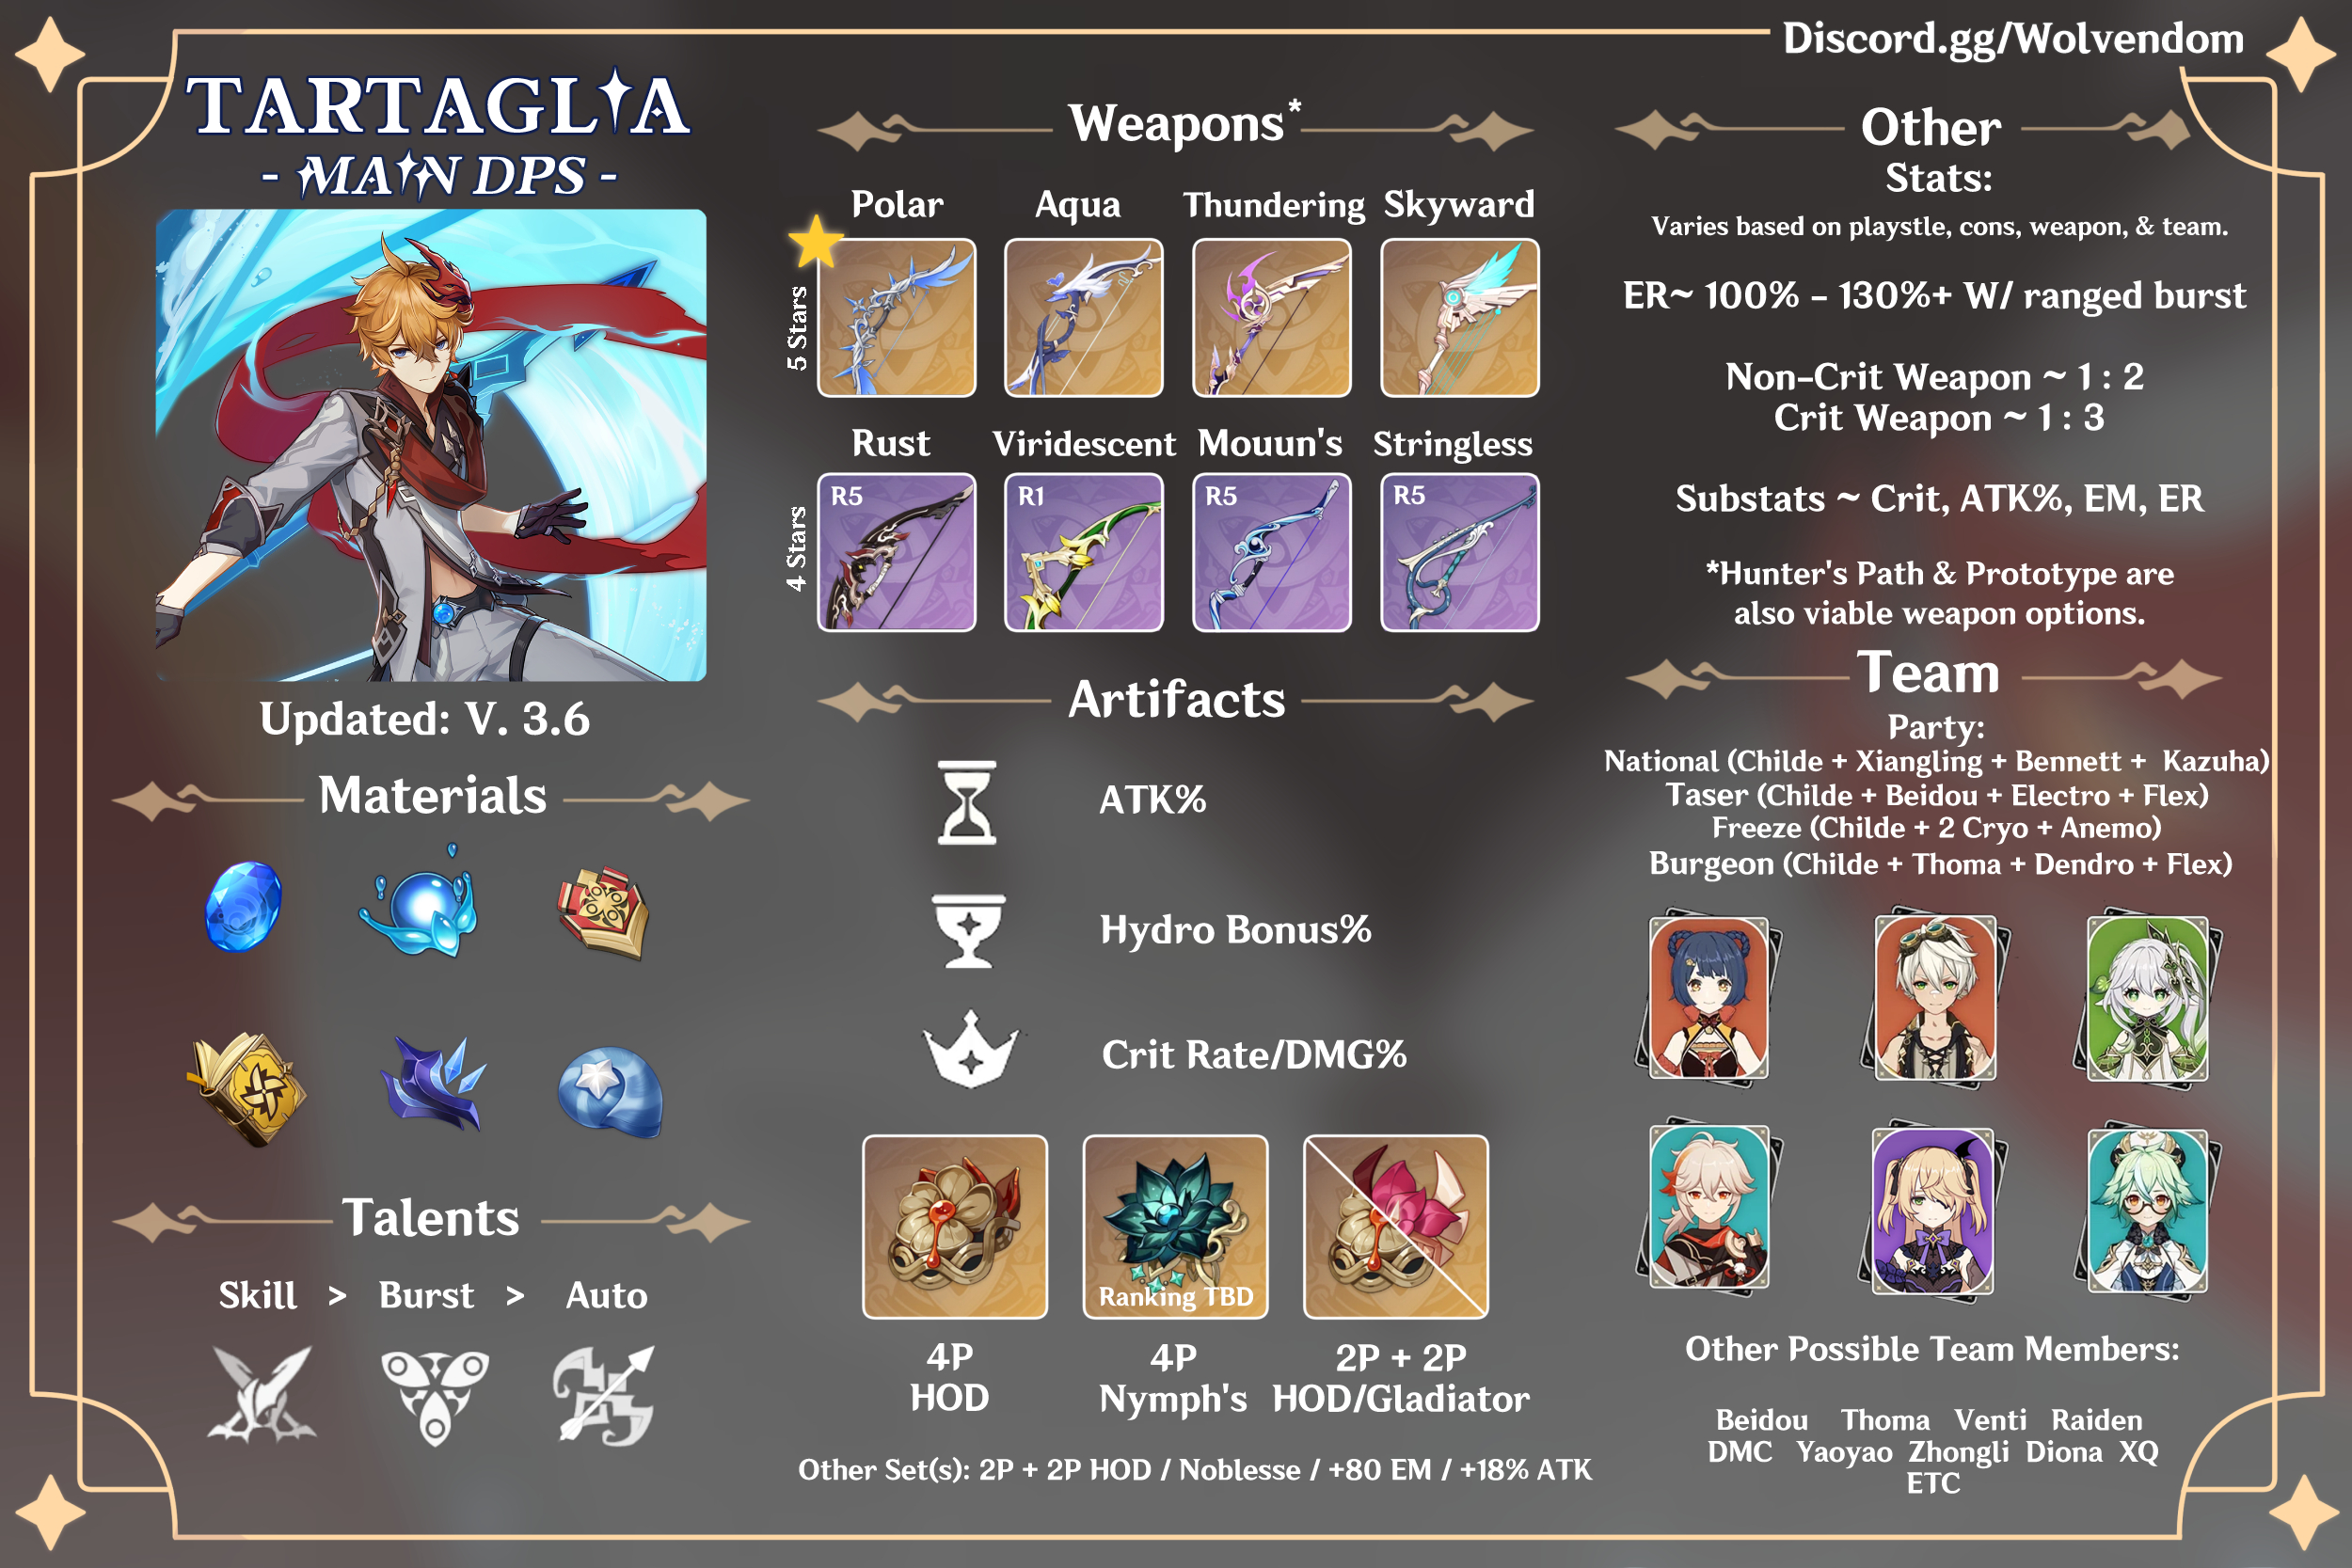 Discord.gg/Wolvendom
TARTAGLIA
- MAIN DPS -
Updated: V. 3.6
Materials
Talents
Skill > Burst > Auto
Weapons*
5 Stars
Polar Aqua Thundering Skyward
4 Stars
Rust Viridescent Mouun's Stringless
R5 R1 R5 R5
Artifacts
ATK%
Hydro Bonus%
Crit Rate/DMG%
Ranking TBD
4P
HOD
4P
Nymph's
2P + 2P
HOD/Gladiator
Other Set(s): 2P + 2P HOD / Noblesse / +80 EM / +18% ATK
Other
Stats:
Varies based on playstle, cons, weapon, & team.
ER~ 100% - 130%+ W/ ranged burst
Non-Crit Weapon ~ 1 : 2
Crit Weapon ~ 1 : 3
Substats ~ Crit, ATK%, EM, ER
*Hunter's Path & Prototype are
also viable weapon options.
Team
Party:
National (Childe + Xiangling + Bennett + Kazuha)
Taser (Childe + Beidou + Electro + Flex)
Freeze (Childe + 2 Cryo + Anemo)
Burgeon (Childe + Thoma + Dendro + Flex)
Other Possible Team Members:
Beidou Thoma Venti Raiden
DMC Yaoyao Zhongli Diona XQ
ETC